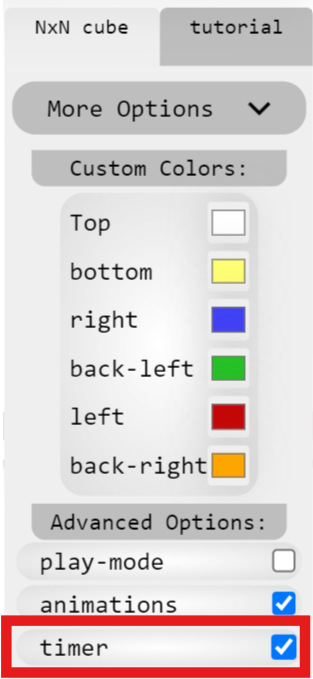 NxN cube tutorial
More Options
Custom Colors:
Top
bottom
right
back-left
left
back-right
Advanced Options:
play-mode
animations
timer